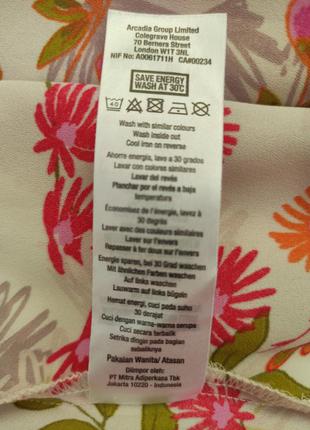 Arcadia Group Limited
Colegrave House
70 Berners Street
London W1T 3NL
NIF No: A0061711H CA#00234
SAVE ENERGY
WASH AT 30°C
40
Wash with similar colours
Wash inside out
Cool iron on reverse
Ahorre energia, lave a 30 grados
Lavar con colores similares
Lavar del revés
Planchar por el revés a baja
temperatura
Économisez de l'énergie, lavez à
30 degrés
Laver avec des couleurs similaires
Laver sur l'envers
Repasser à fer doux sur l'envers
Energie sparen, bei 30 Grad waschen
Mit ähnlichen Farben waschen
Auf links waschen
Lauwarm auf links bügeln
Hemat energi, cuci pada suhu
30 derajat
Cuci dengan warna-warna serupa
Cuci secara terbalik
Setrika dingin pada bagian
sebaliknya
Pakaian Wanita/ Atasan
Diimpor oleh:
PT Mitra Adiperkasa Tbk
Jakarta 10220 - Indonesia